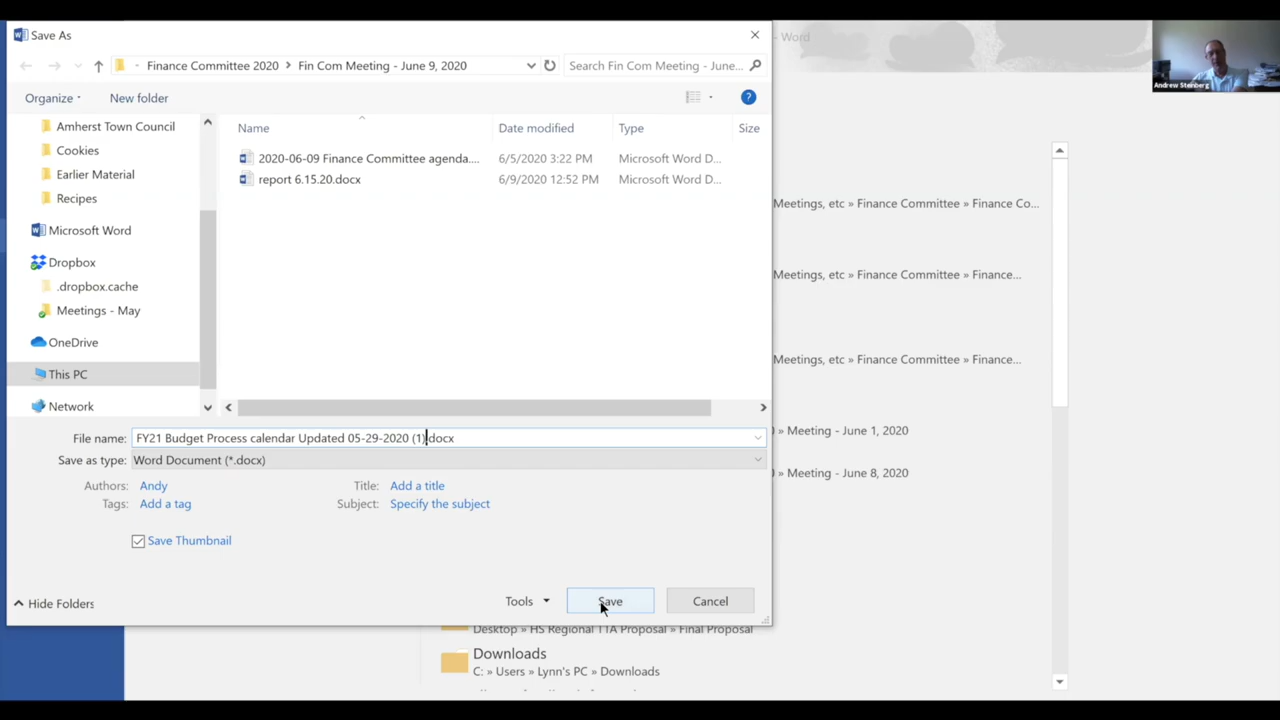 Save As
- Word
Andrew Steinberg
Finance Committee 2020 > Fin Com Meeting - June 9, 2020
Search Fin Com Meeting - June...
Organize
New folder
Name
Date modified
Type
Size
Amherst Town Council
Cookies
Earlier Material
Recipes
Microsoft Word
Dropbox
.dropbox.cache
Meetings - May
OneDrive
This PC
Network
2020-06-09 Finance Committee agenda....
6/5/2020 3:22 PM
Microsoft Word D...
report 6.15.20.docx
6/9/2020 12:52 PM
Microsoft Word D...
Meetings, etc » Finance Committee » Finance Co...
Meetings, etc » Finance Committee » Finance...
Meetings, etc » Finance Committee » Finance...
» Meeting - June 1, 2020
» Meeting - June 8, 2020
File name: FY21 Budget Process calendar Updated 05-29-2020 (1).docx
Save as type: Word Document (*.docx)
Authors: Andy
Title: Add a title
Tags: Add a tag
Subject: Specify the subject
Save Thumbnail
Hide Folders
Tools
Save
Cancel
Desktop » HS Regional TTA Proposal » Final Proposal
Downloads
C: » Users » Lynn's PC » Downloads